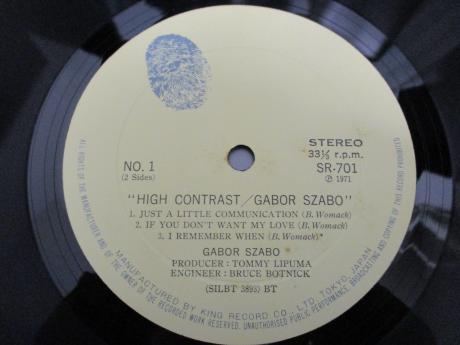 STEREO
33⅓ r.p.m.
NO. 1
(2 Sides)
SR-701
Ⓟ 1971
"HIGH CONTRAST/GABOR SZABO"
1. JUST A LITTLE COMMUNICATION (B. Womack)
2. IF YOU DON'T WANT MY LOVE (B. Womack)
3. I REMEMBER WHEN (B. Womack)*
GABOR SZABO
PRODUCER : TOMMY LIPUMA
ENGINEER : BRUCE BOTNICK
(SILBT 3893) BT
MANUFACTURED BY KING RECORD CO., LTD. TOKYO, JAPAN
ALL RIGHTS OF THE MANUFACTURER AND OF THE OWNER OF THE RECORDED WORK RESERVED. UNAUTHORISED PUBLIC PERFORMANCE, BROADCASTING AND COPYING OF THIS RECORD PROHIBITED